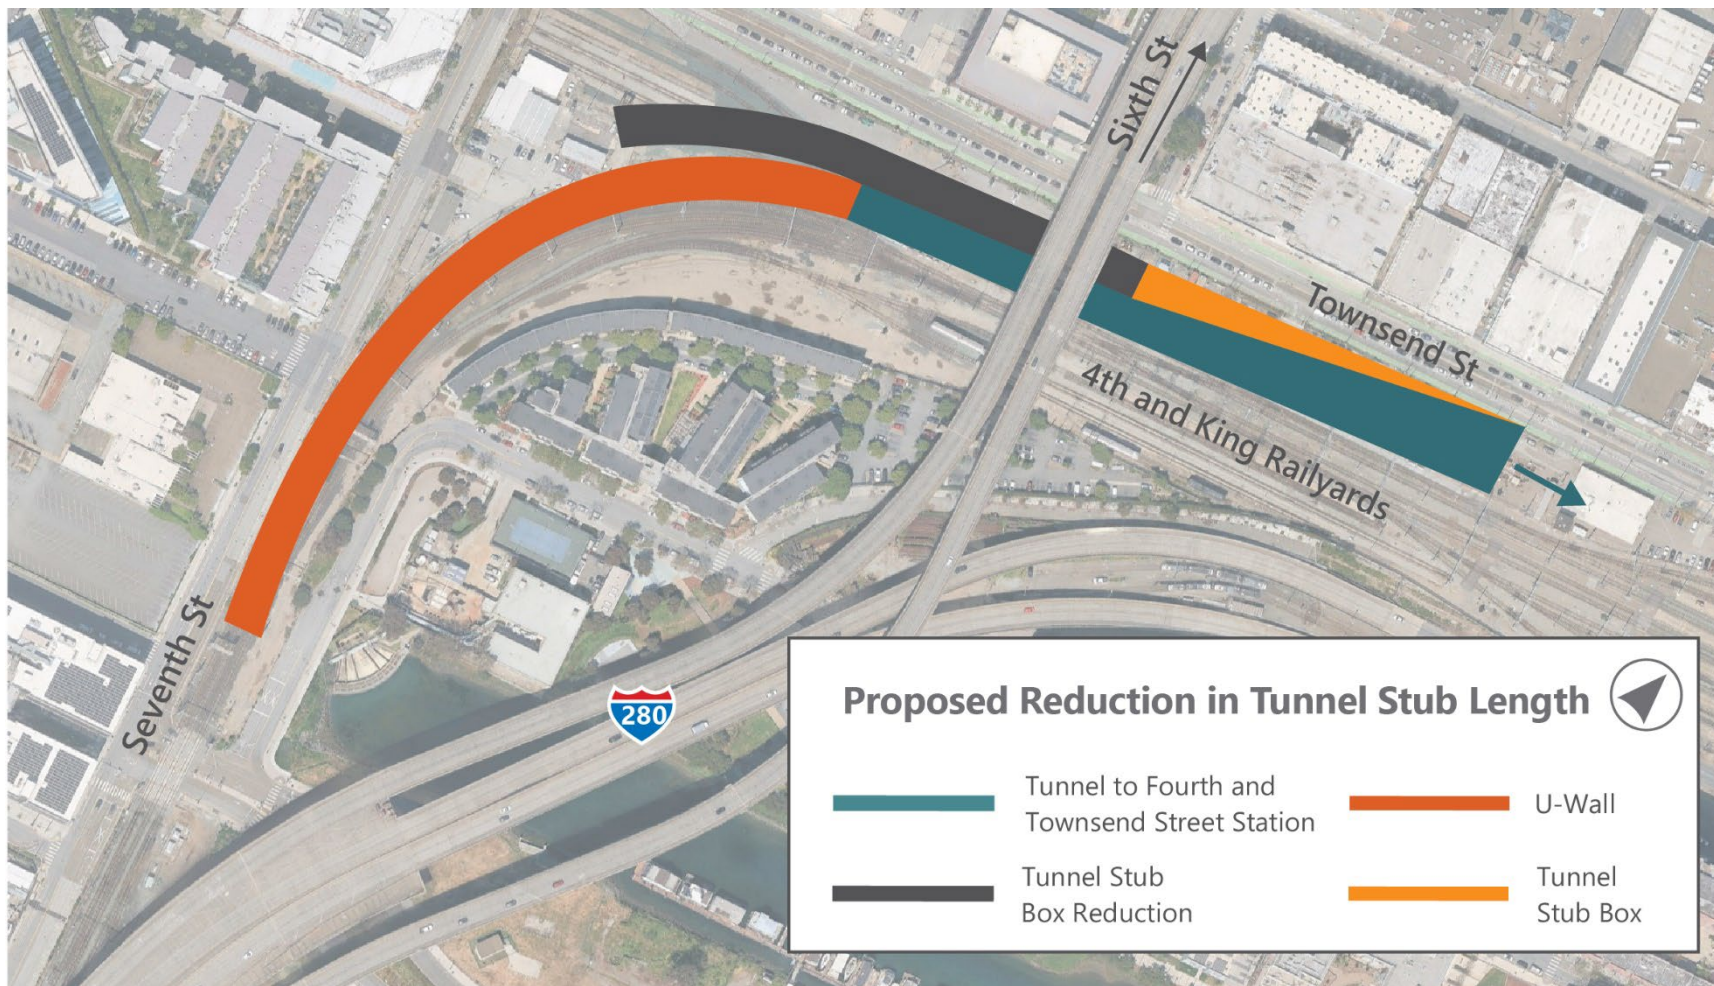 Sixth St
Townsend St
4th and King Railyards
Seventh St
280
Proposed Reduction in Tunnel Stub Length
Tunnel to Fourth and
Townsend Street Station
U-Wall
Tunnel Stub
Box Reduction
Tunnel
Stub Box